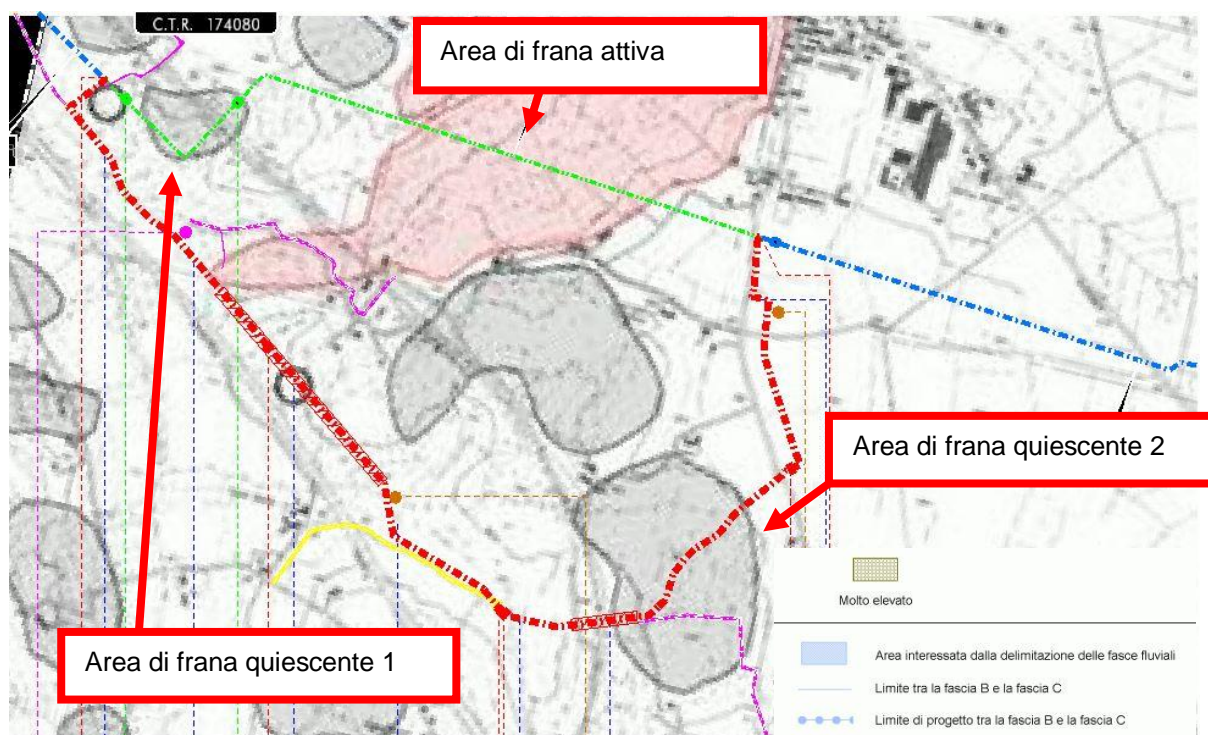 C.T.R. 174080
Area di frana attiva
Area di frana quiescente 2
Area di frana quiescente 1
Molto elevato
Area interessata dalla delimitazione delle fasce fluviali
Limite tra la fascia B e la fascia C
Limite di progetto tra la fascia B e la fascia C